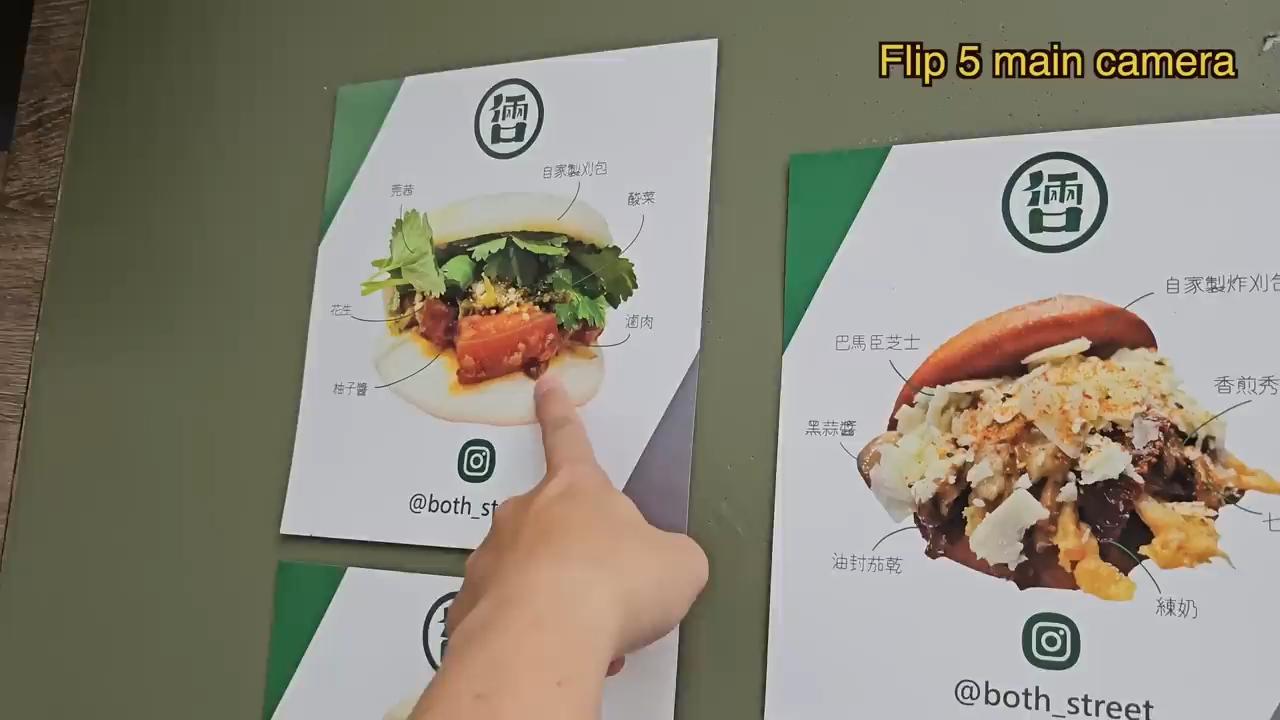 Flip 5 main camera
自家製刈包
芫茜
酸菜
花生
滷肉
柚子醬
@both_st
自家製炸刈包
巴馬臣芝士
香煎秀
黑蒜醬
七
油封茄乾
煉奶
@both_street